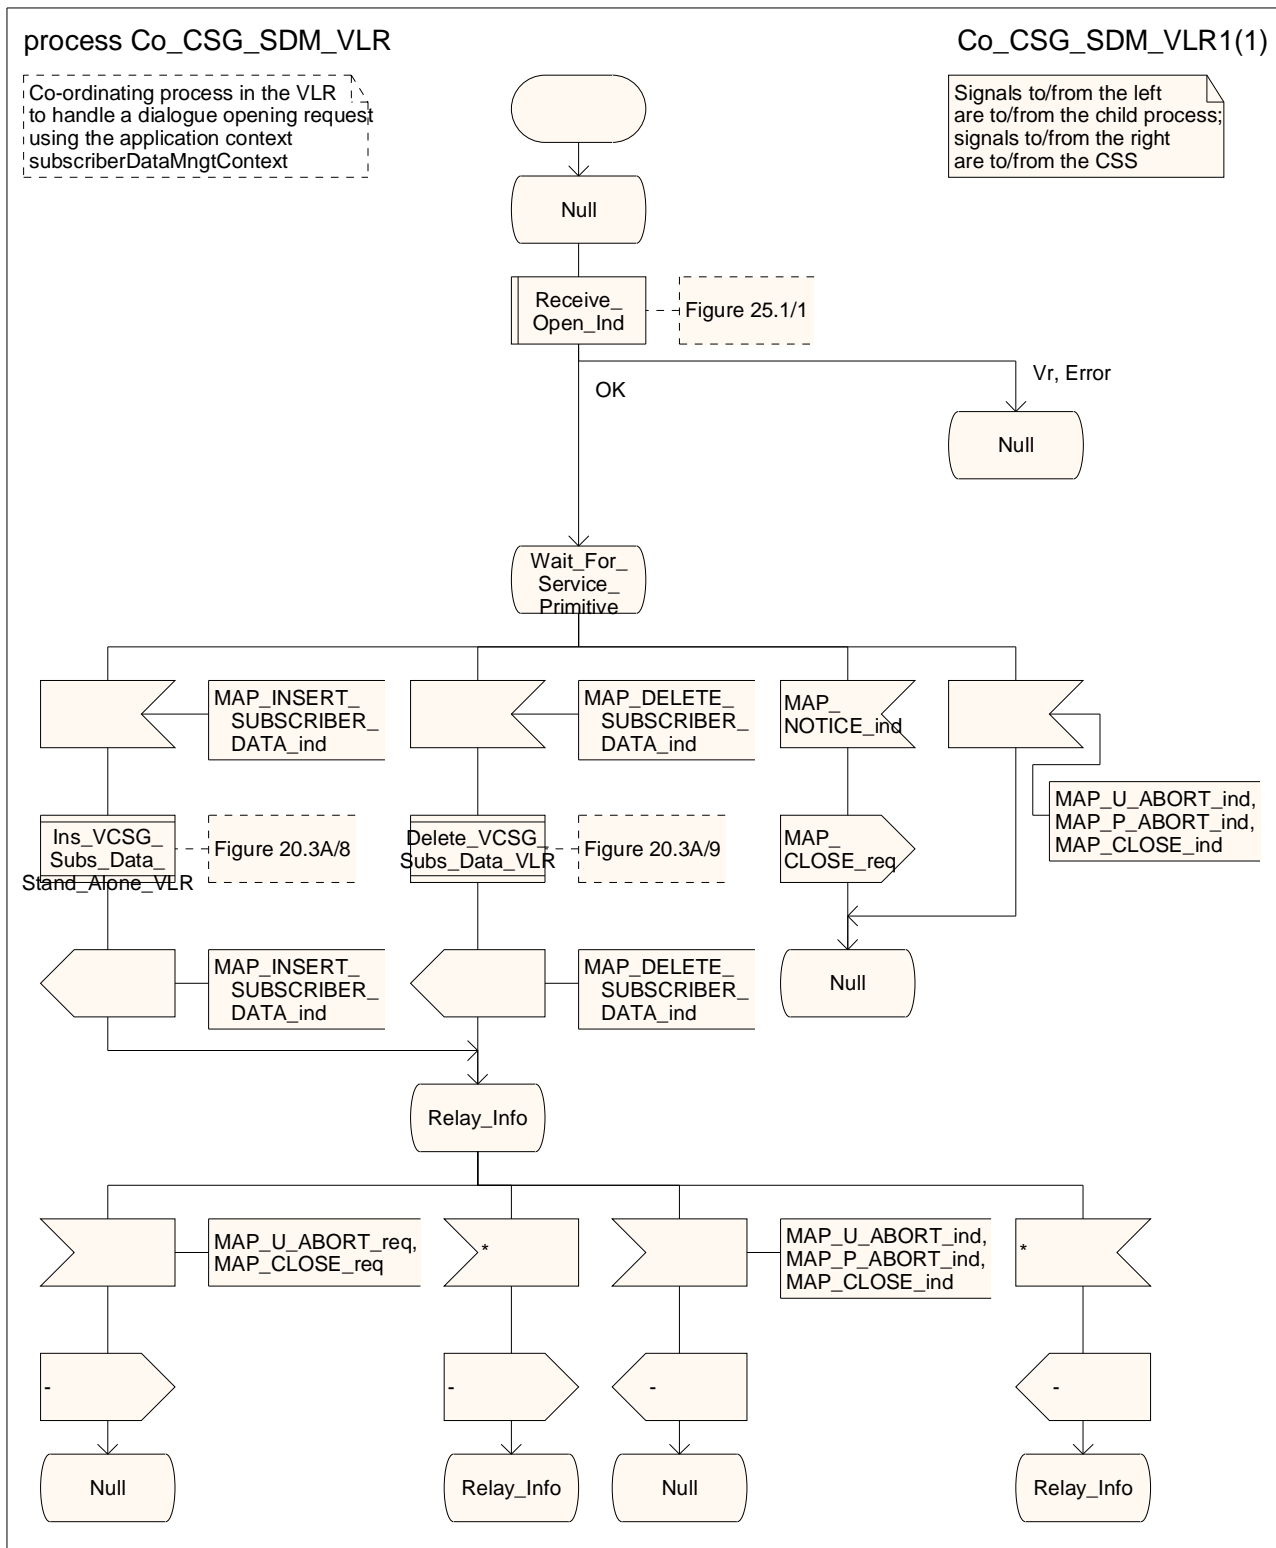 process Co_CSG_SDM_VLR
Co_CSG_SDM_VLR1(1)
Co-ordinating process in the VLR
to handle a dialogue opening request
using the application context
subscriberDataMngtContext
Signals to/from the left
are to/from the child process;
signals to/from the right
are to/from the CSS
Null
Receive_
Open_Ind
Figure 25.1/1
OK
Vr, Error
Null
Wait_For_
Service_
Primitive
MAP_INSERT_
SUBSCRIBER_
DATA_ind
MAP_DELETE_
SUBSCRIBER_
DATA_ind
MAP_
NOTICE_ind
MAP_U_ABORT_ind,
MAP_P_ABORT_ind,
MAP_CLOSE_ind
Ins_VCSG_
Subs_Data_
Stand_Alone_VLR
Figure 20.3A/8
Delete_VCSG_
Subs_Data_VLR
Figure 20.3A/9
MAP_
CLOSE_req
MAP_INSERT_
SUBSCRIBER_
DATA_ind
MAP_DELETE_
SUBSCRIBER_
DATA_ind
Null
Relay_Info
MAP_U_ABORT_req,
MAP_CLOSE_req
*
MAP_U_ABORT_ind,
MAP_P_ABORT_ind,
MAP_CLOSE_ind
*
-
-
-
-
Null
Relay_Info
Null
Relay_Info